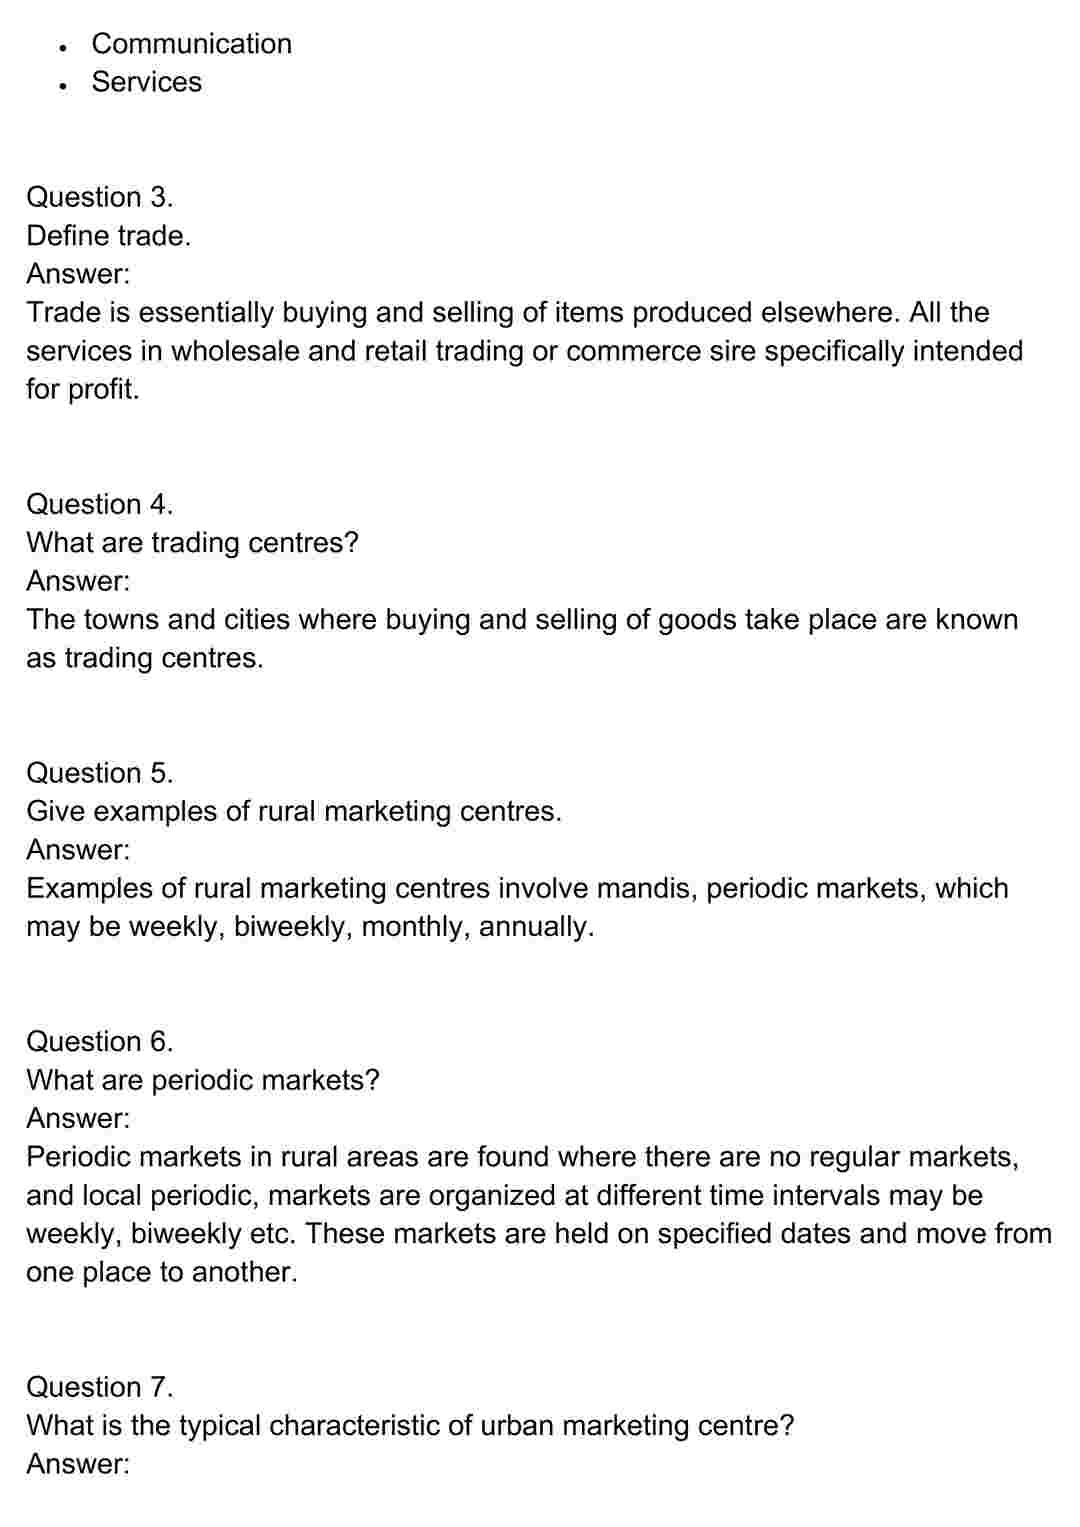 • Communication
• Services
Question 3.
Define trade.
Answer:
Trade is essentially buying and selling of items produced elsewhere. All the
services in wholesale and retail trading or commerce sire specifically intended
for profit.
Question 4.
What are trading centres?
Answer:
The towns and cities where buying and selling of goods take place are known
as trading centres.
Question 5.
Give examples of rural marketing centres.
Answer:
Examples of rural marketing centres involve mandis, periodic markets, which
may be weekly, biweekly, monthly, annually.
Question 6.
What are periodic markets?
Answer:
Periodic markets in rural areas are found where there are no regular markets,
and local periodic, markets are organized at different time intervals may be
weekly, biweekly etc. These markets are held on specified dates and move from
one place to another.
Question 7.
What is the typical characteristic of urban marketing centre?
Answer: